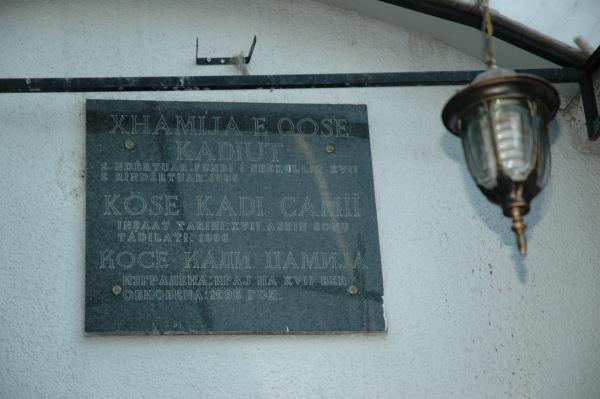 XHAMIJA E QOSE
KADIUT
E NDËRTUAR:FUNDI I SHEKULLIT XVII
E RINDËRTUAR:1996
KÖSE KADI CAMİİ
İNŞAAT TARİHİ:XVII.ASRIN SONU
TADİLATI: 1996
КОСЕ КАДИ ЏАМИЈА
ИЗГРАДЕНА:КРАЈ НА XVII ВЕК
ОБНОВЕНА:1996 ГОД.